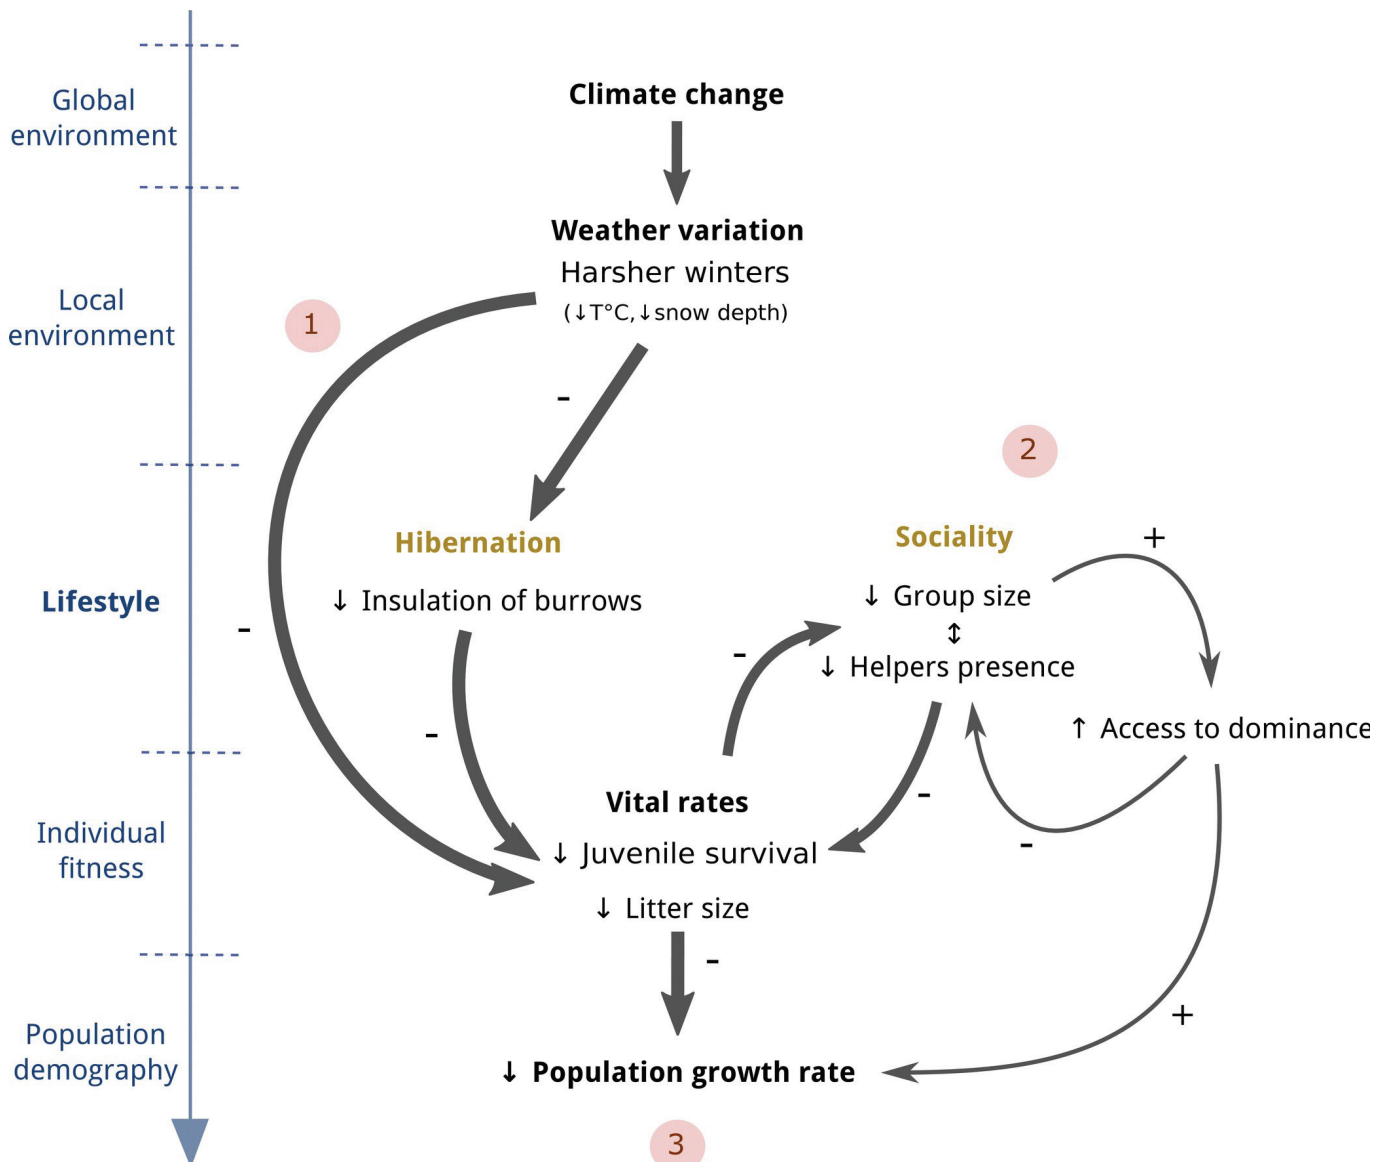 Global
environment
Climate change
Weather variation
Harsher winters
(↓T°C,↓snow depth)
Local
environment
1
-
2
Hibernation
Sociality
+
↓ Insulation of burrows
↓ Group size
↕
Lifestyle
-
-
↓ Helpers presence
-
↑ Access to dominance
Vital rates
-
-
Individual
fitness
↓ Juvenile survival
↓ Litter size
-
+
Population
demography
↓ Population growth rate
3